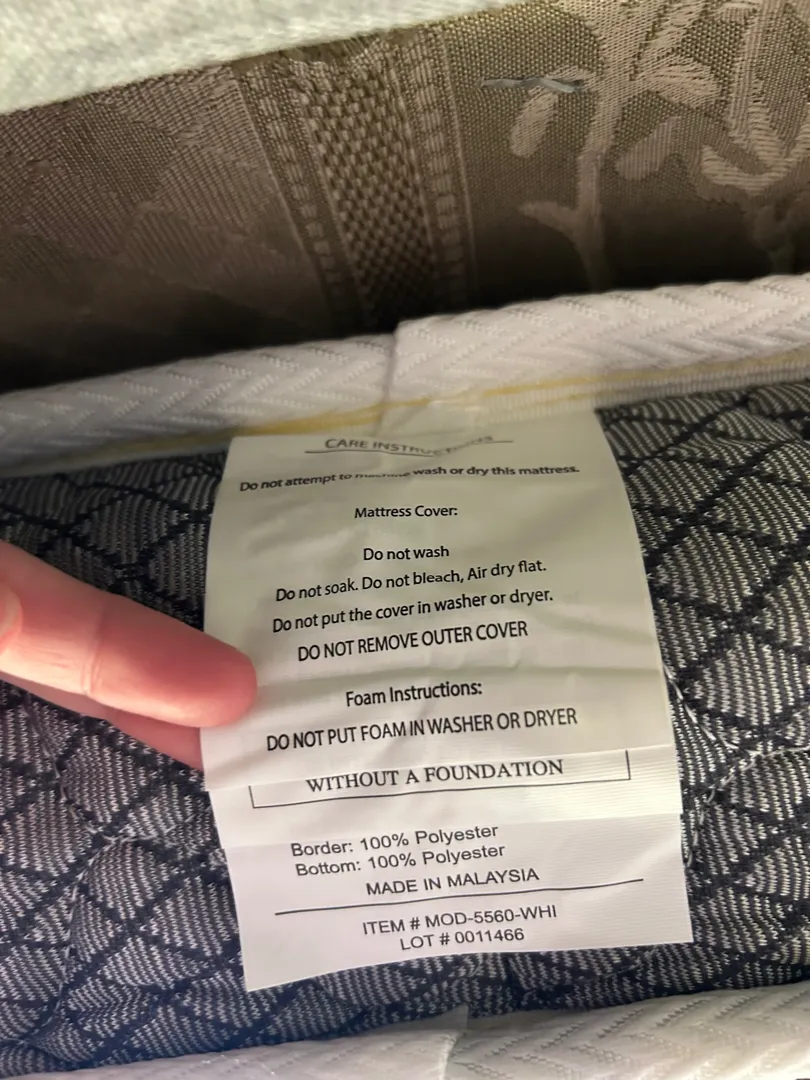 CARE INSTRUCTIONS
Do not attempt to machine wash or dry this mattress.
Mattress Cover:
Do not wash
Do not soak. Do not bleach, Air dry flat.
Do not put the cover in washer or dryer.
DO NOT REMOVE OUTER COVER
Foam Instructions:
DO NOT PUT FOAM IN WASHER OR DRYER
WITHOUT A FOUNDATION
Border: 100% Polyester
Bottom: 100% Polyester
MADE IN MALAYSIA
ITEM # MOD-5560-WHI
LOT # 0011466